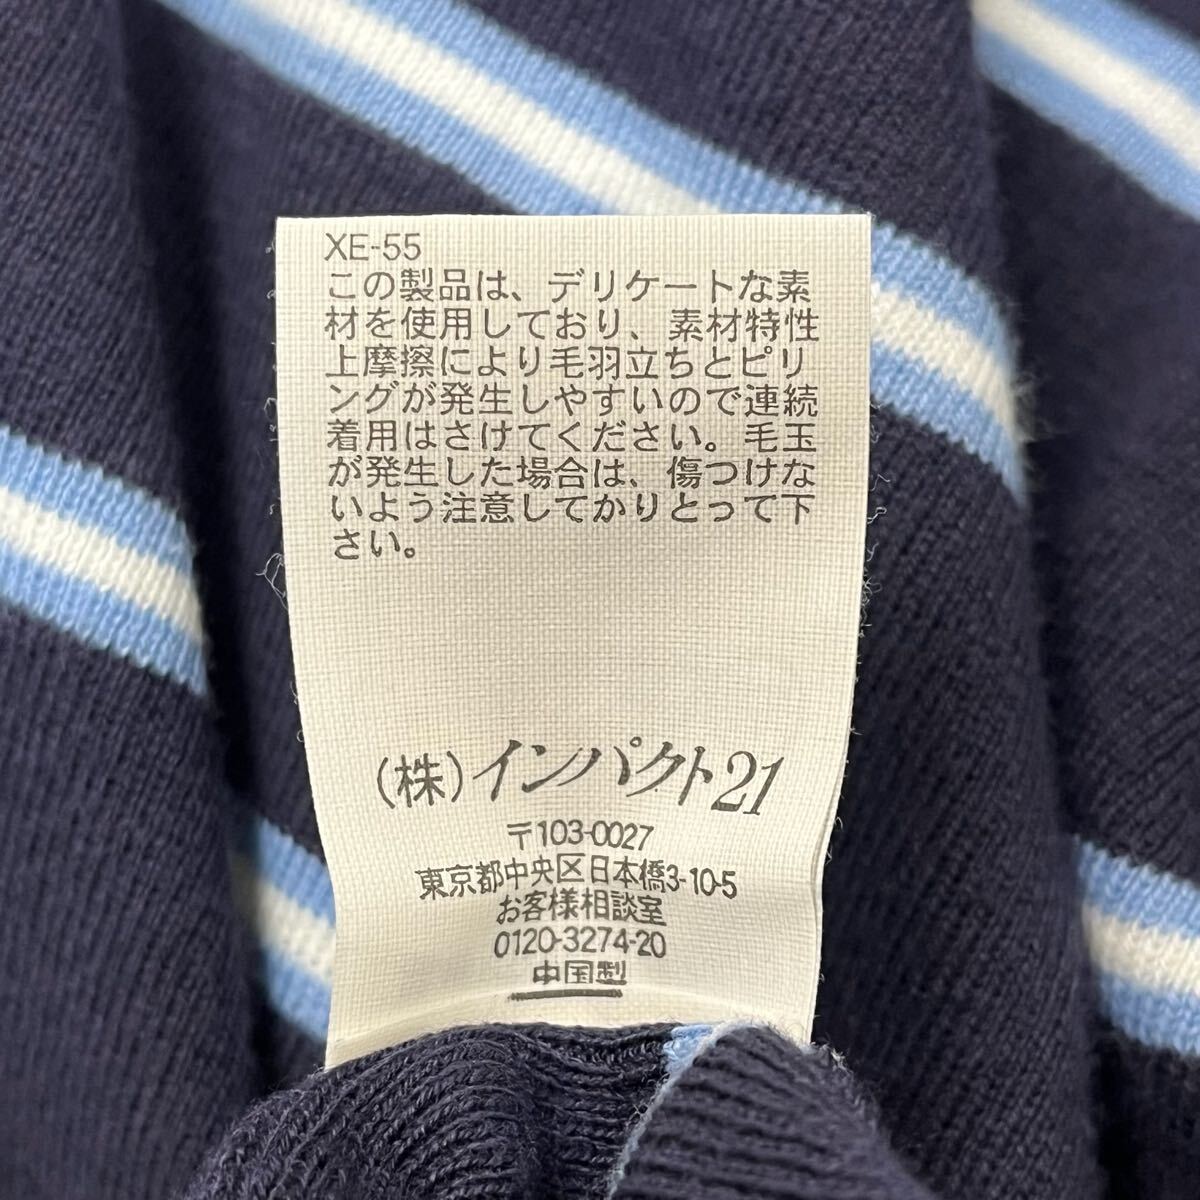 XE-55
この製品は、デリケートな素
材を使用しており、素材特性
上摩擦により毛羽立ちとピリ
ングが発生しやすいので連続
着用はさけてください。毛玉
が発生した場合は、傷つけな
いよう注意してかりとって下
さい。
(株)インパクト21
〒103-0027
東京都中央区日本橋3-10-5
お客様相談室
0120-3274-20
中国製